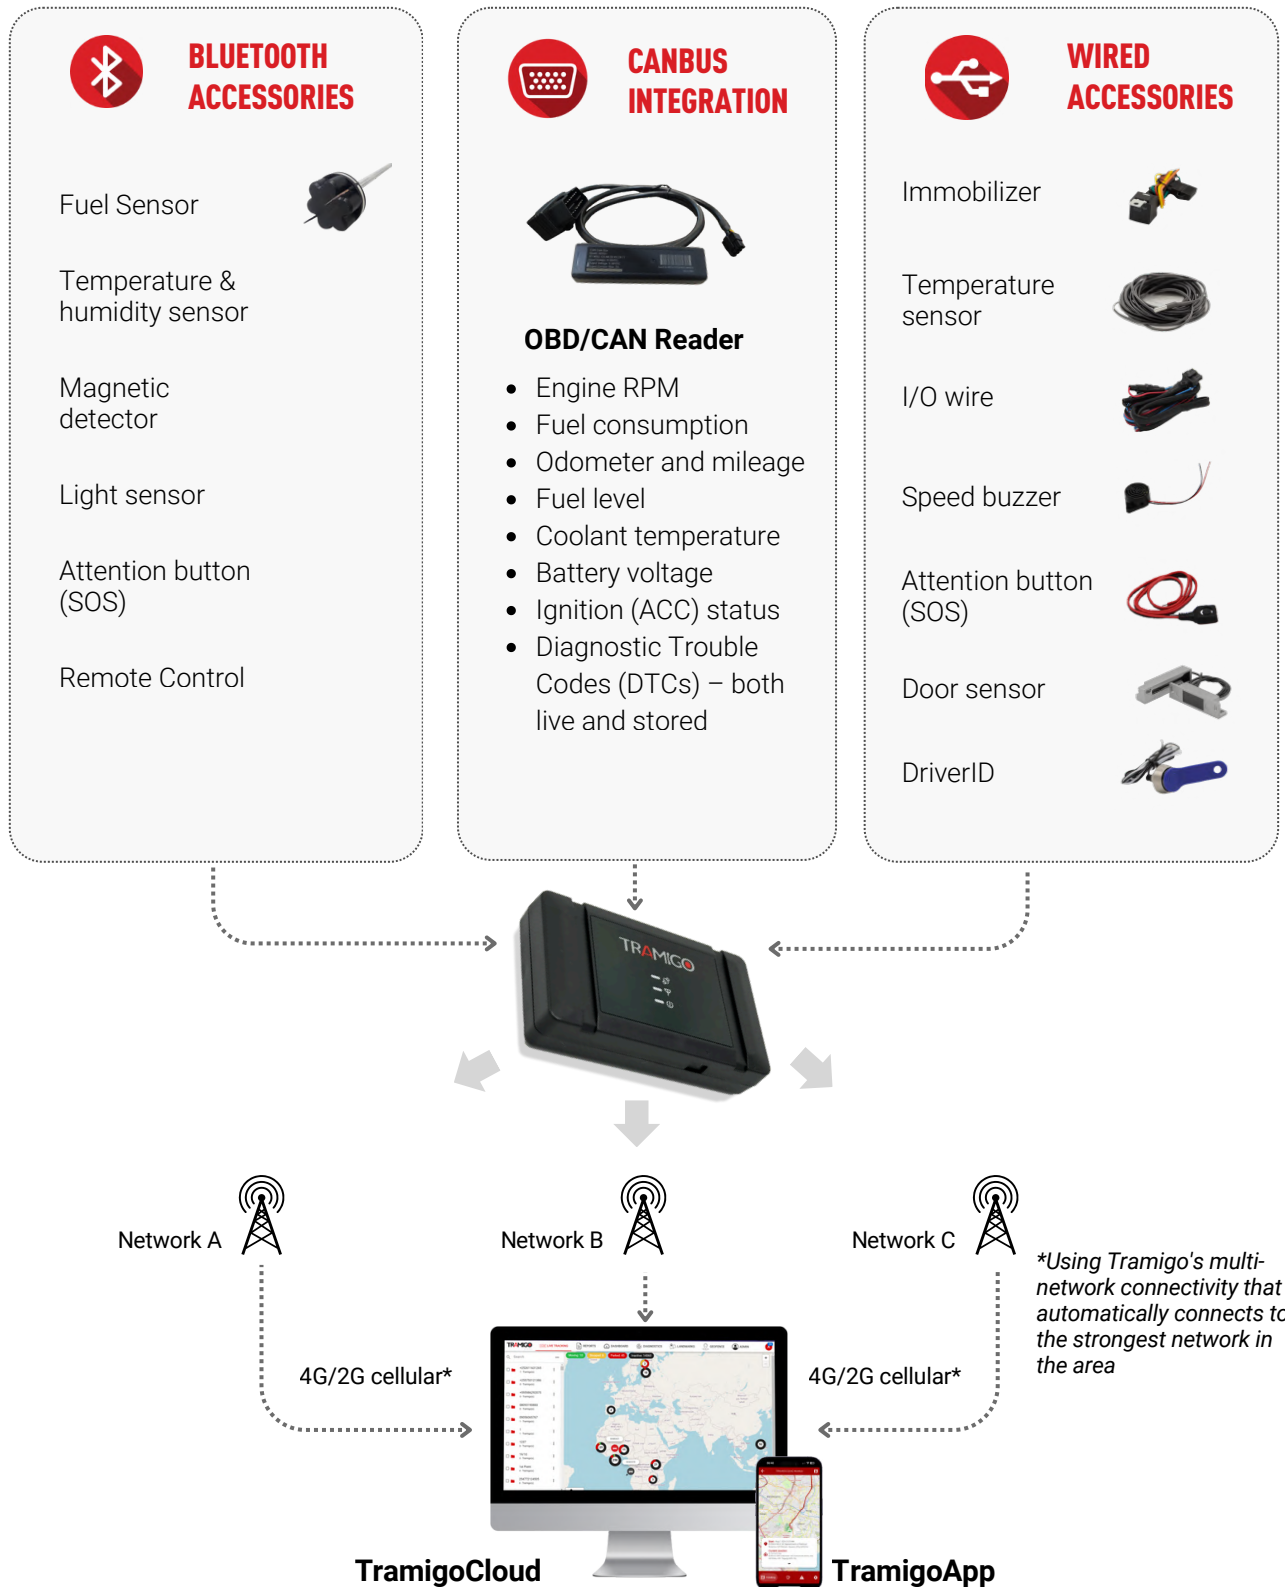 BLUETOOTH
ACCESSORIES
Fuel Sensor
Temperature &
humidity sensor
Magnetic
detector
Light sensor
Attention button
(SOS)
Remote Control
CANBUS
INTEGRATION
OBD/CAN Reader
• Engine RPM
• Fuel consumption
• Odometer and mileage
• Fuel level
• Coolant temperature
• Battery voltage
• Ignition (ACC) status
• Diagnostic Trouble
Codes (DTCs) – both
live and stored
WIRED
ACCESSORIES
Immobilizer
Temperature
sensor
I/O wire
Speed buzzer
Attention button
(SOS)
Door sensor
DriverID
TRAMIGO
Network A
Network B
Network C
*Using Tramigo's multi-
network connectivity that
automatically connects to
the strongest network in
the area
4G/2G cellular*
4G/2G cellular*
TRAMIGO
TramigoCloud
TramigoApp